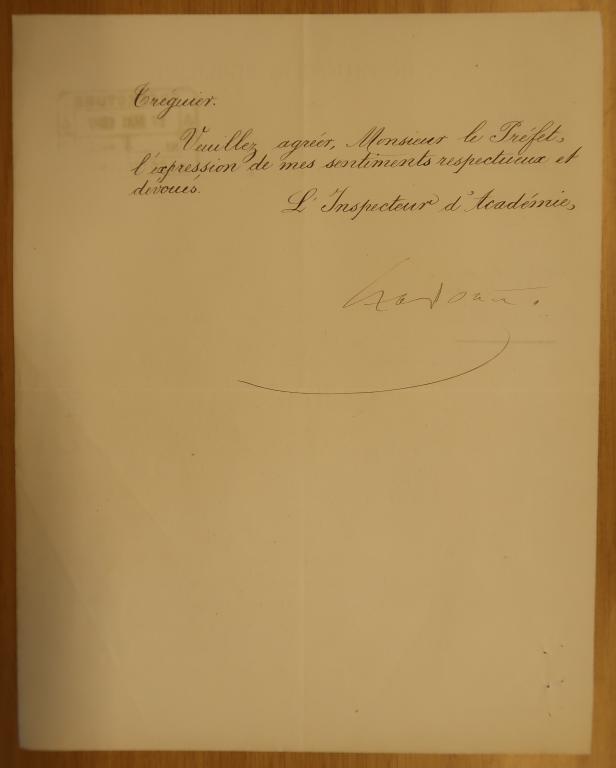 Tréguier.
Veuillez agréer, Monsieur le Préfet,
l'expression de mes sentiments respectueux et
dévoués.
L'Inspecteur d'Académie,